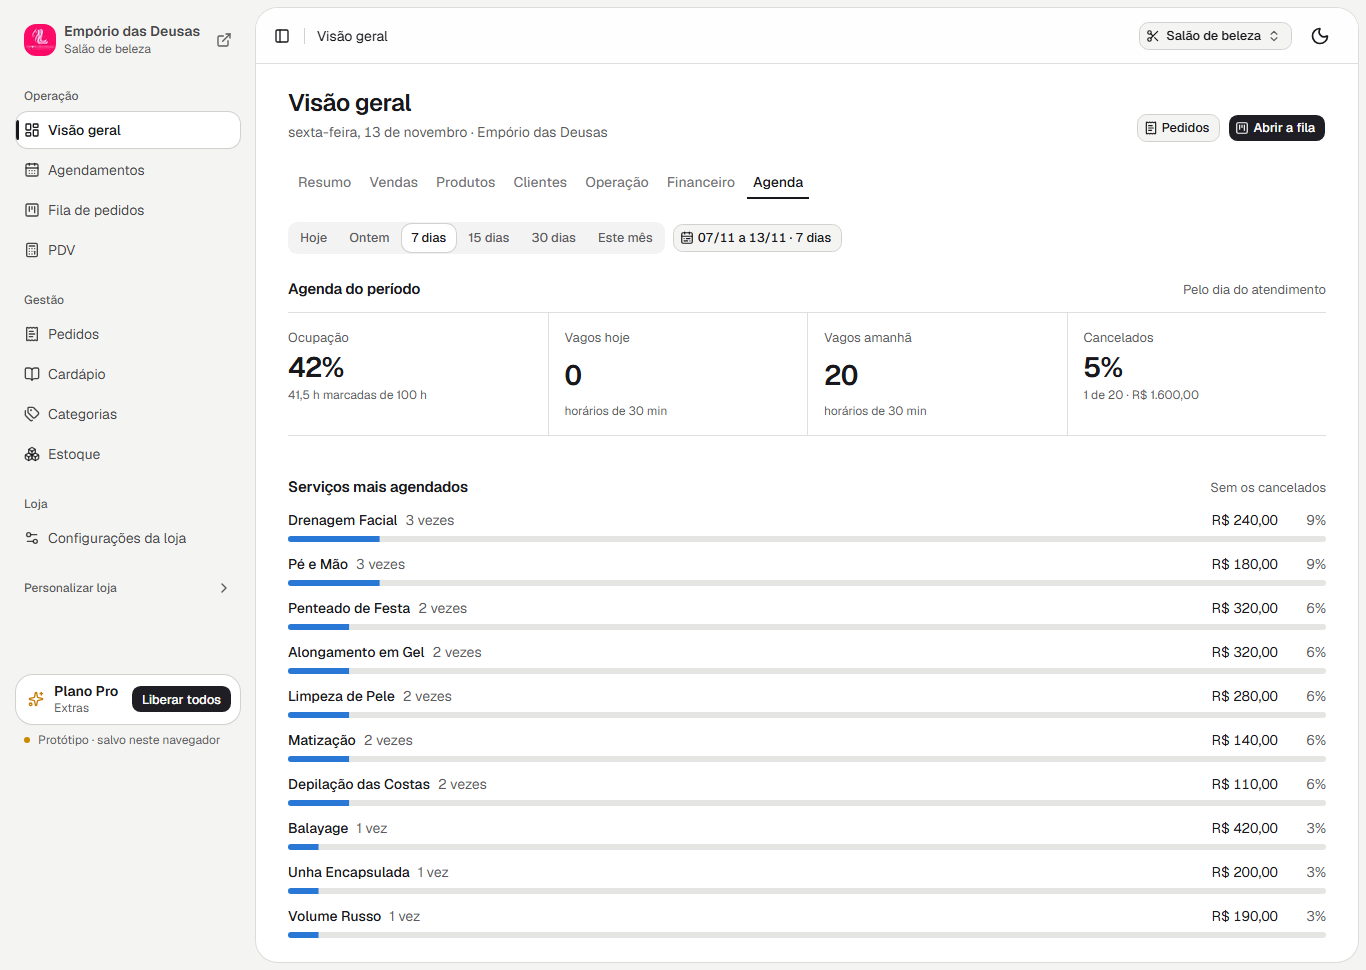 Empório das Deusas
Salão de beleza
Operação
Visão geral
Agendamentos
Fila de pedidos
PDV
Gestão
Pedidos
Cardápio
Categorias
Estoque
Loja
Configurações da loja
Personalizar loja
Plano Pro
Extras
Liberar todos
Protótipo · salvo neste navegador
Visão geral
Salão de beleza
Visão geral
sexta-feira, 13 de novembro · Empório das Deusas
Pedidos
Abrir a fila
Resumo Vendas Produtos Clientes Operação Financeiro Agenda
Hoje Ontem 7 dias 15 dias 30 dias Este mês 07/11 a 13/11 · 7 dias
Agenda do período Pelo dia do atendimento
Ocupação
42%
41,5 h marcadas de 100 h
Vagos hoje
0
horários de 30 min
Vagos amanhã
20
horários de 30 min
Cancelados
5%
1 de 20 · R$ 1.600,00
Serviços mais agendados Sem os cancelados
Drenagem Facial 3 vezes R$ 240,00 9%
Pé e Mão 3 vezes R$ 180,00 9%
Penteado de Festa 2 vezes R$ 320,00 6%
Alongamento em Gel 2 vezes R$ 320,00 6%
Limpeza de Pele 2 vezes R$ 280,00 6%
Matização 2 vezes R$ 140,00 6%
Depilação das Costas 2 vezes R$ 110,00 6%
Balayage 1 vez R$ 420,00 3%
Unha Encapsulada 1 vez R$ 200,00 3%
Volume Russo 1 vez R$ 190,00 3%